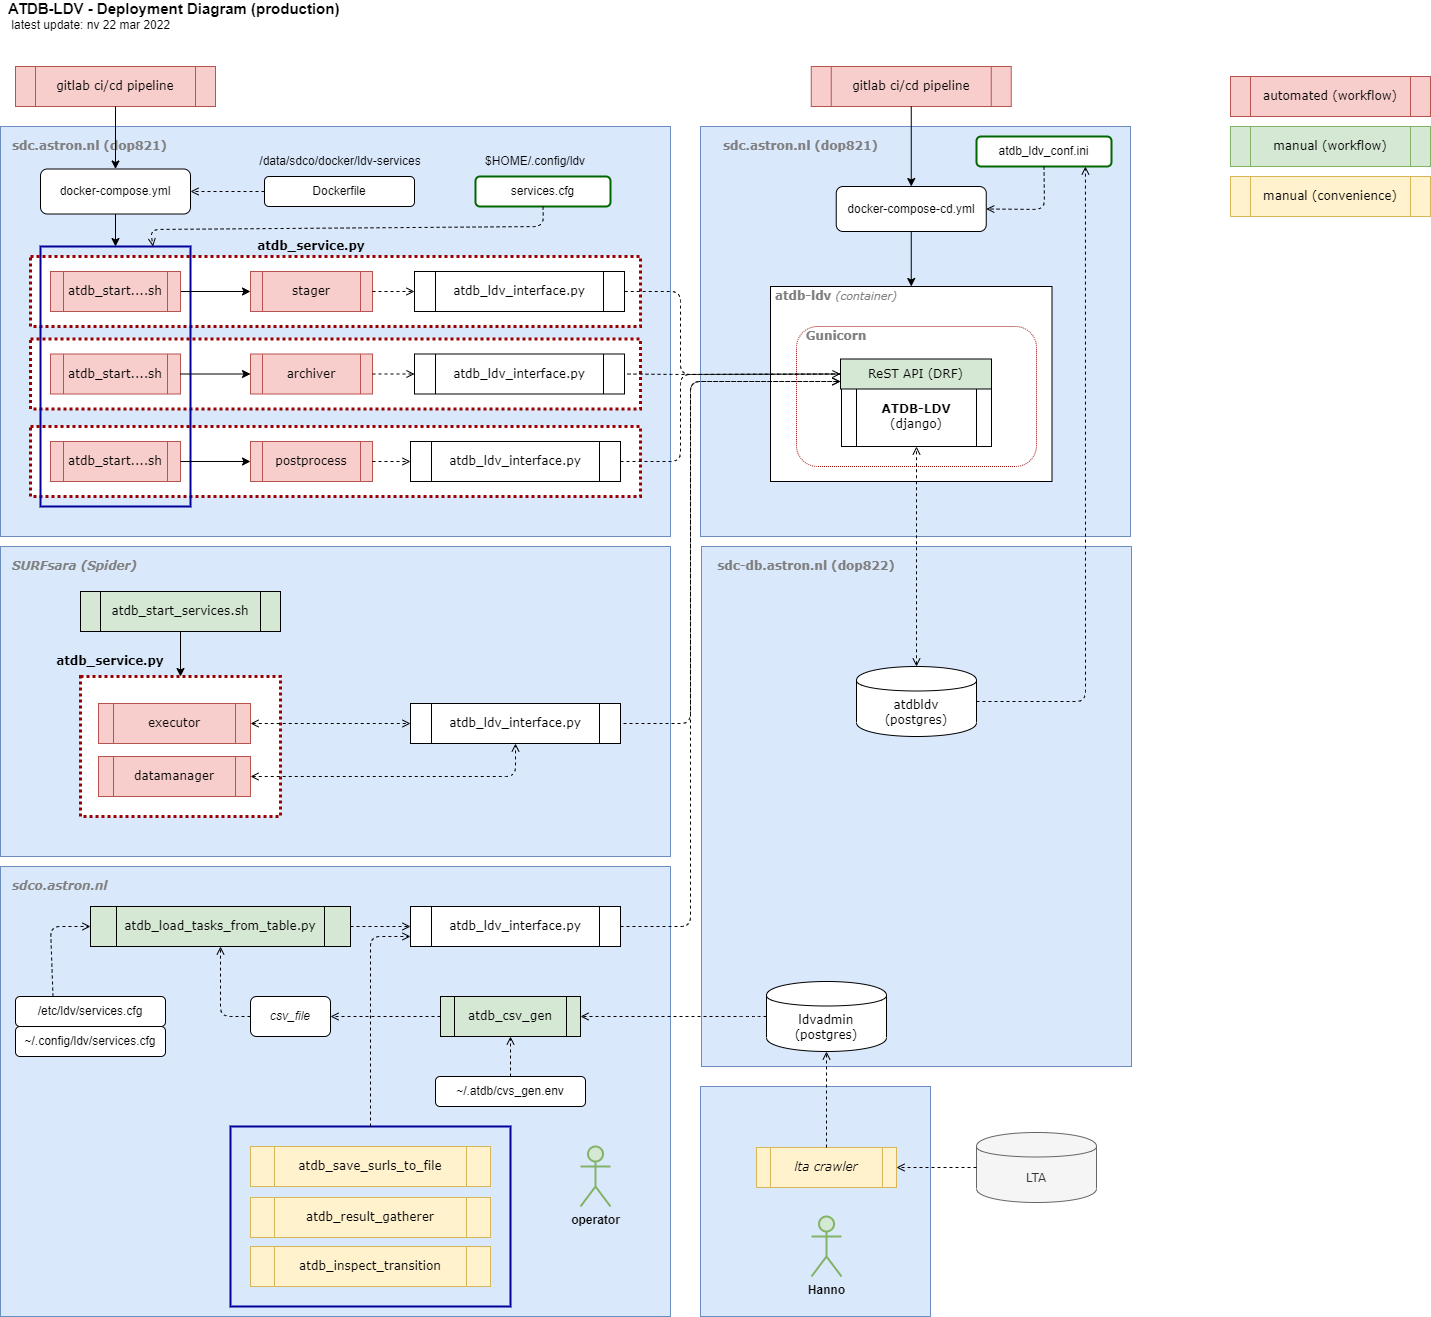 ATDB-LDV - Deployment Diagram (production)
latest update: nv 22 mar 2022
gitlab ci/cd pipeline
gitlab ci/cd pipeline
automated (workflow)
manual (workflow)
manual (convenience)
sdc.astron.nl (dop821)
/data/sdco/docker/ldv-services
$HOME/.config/ldv
docker-compose.yml
Dockerfile
services.cfg
atdb_service.py
atdb_start....sh
stager
atdb_ldv_interface.py
atdb_start....sh
archiver
atdb_ldv_interface.py
atdb_start....sh
postprocess
atdb_ldv_interface.py
sdc.astron.nl (dop821)
atdb_ldv_conf.ini
docker-compose-cd.yml
atdb-ldv (container)
Gunicorn
ReST API (DRF)
ATDB-LDV
(django)
SURFsara (Spider)
atdb_start_services.sh
atdb_service.py
executor
atdb_ldv_interface.py
datamanager
sdc-db.astron.nl (dop822)
atdbldv
(postgres)
ldvadmin
(postgres)
sdco.astron.nl
atdb_load_tasks_from_table.py
atdb_ldv_interface.py
/etc/ldv/services.cfg
~/.config/ldv/services.cfg
csv_file
atdb_csv_gen
~/.atdb/cvs_gen.env
atdb_save_surls_to_file
atdb_result_gatherer
atdb_inspect_transition
operator
lta crawler
LTA
Hanno